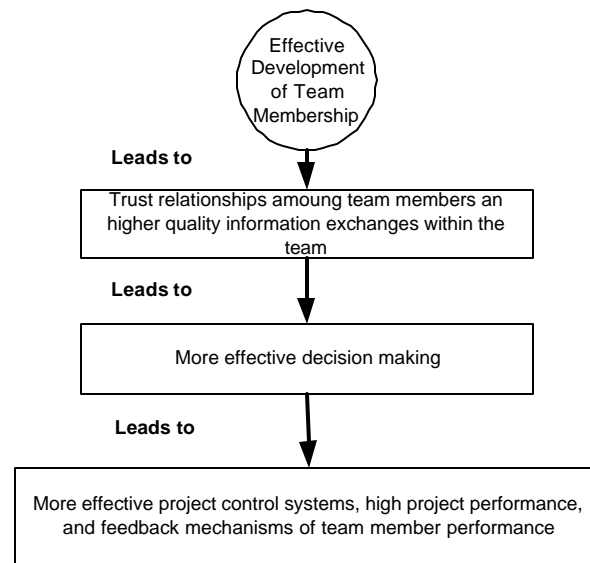 Effective
Development
of Team
Membership
Leads to
Trust relationships amoung team members an
higher quality information exchanges within the
team
Leads to
More effective decision making
Leads to
More effective project control systems, high project performance,
and feedback mechanisms of team member performance